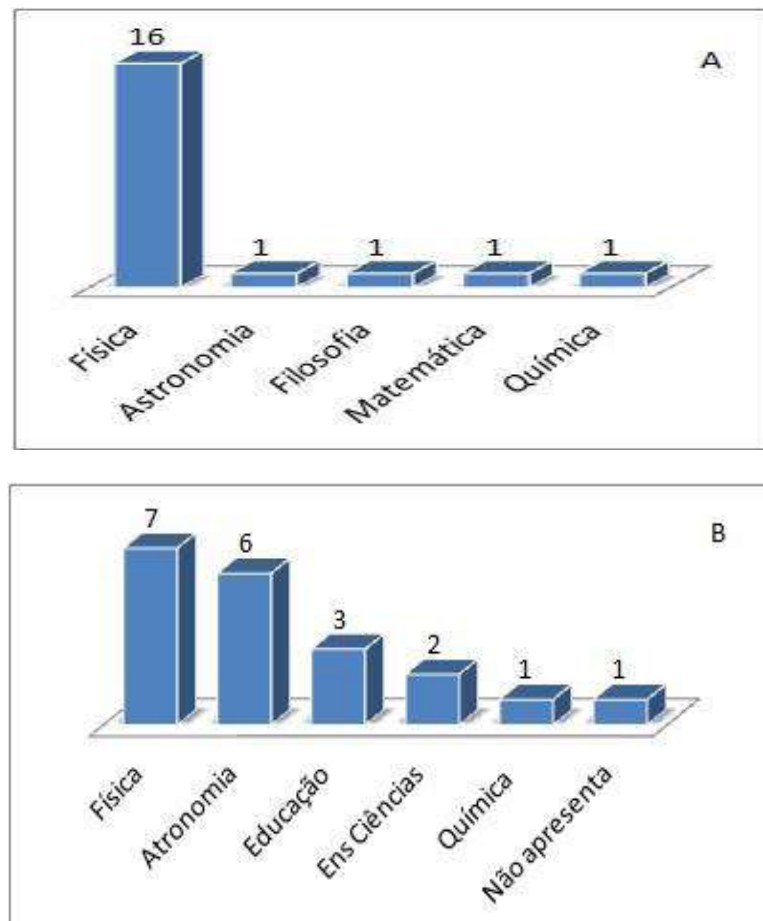 16
A
1
1
1
1
Física
Astronomia
Filosofia
Matemática
Química
7
B
6
3
2
1
1
Física
Atronomia
Educação
Ens Ciências
Química
Não apresenta